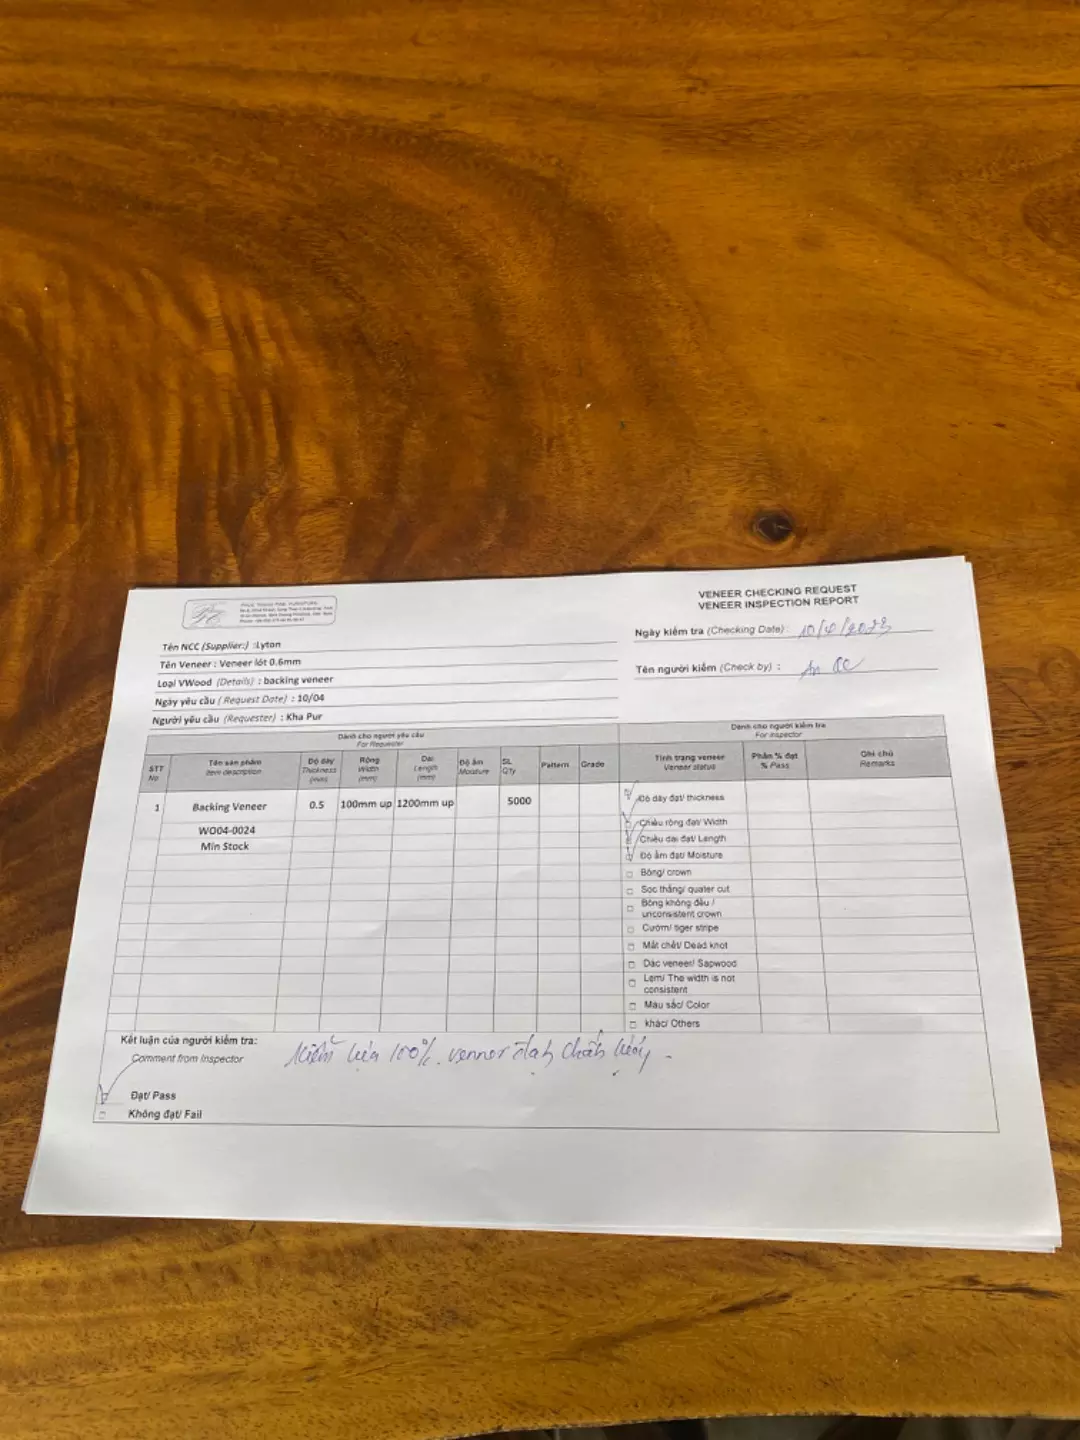 VENEER CHECKING REQUEST
VENEER INSPECTION REPORT
Tên NCC (Supplier:) :Lyton
Tên Veneer : Veneer lót 0.6mm
Loại VWood (Details) : backing veneer
Ngày yêu cầu ( Request Date) : 10/04
Người yêu cầu (Requester) : Kha Pur
Ngày kiểm tra (Checking Date) : 10/4/2023
Tên người kiểm (Check by) : An QC
Dành cho người yêu cầu
For Requester
Dành cho người kiểm tra
For Inspector
STT
No
Tên sản phẩm
Item description
Độ dày
Thickness
(mm)
Rộng
Width
(mm)
Dài
Length
(mm)
Độ ẩm
Moisture
SL
Qty
Pattern
Grade
Tình trạng veneer
Veneer status
Phần % đạt
% Pass
Ghi chú
Remarks
1 Backing Veneer 0.5 100mm up 1200mm up 5000
WO04-0024
Min Stock
Độ dày đạt/ thickness
Chiều rộng đạt/ Width
Chiều dài đạt/ Length
Độ ẩm đạt/ Moisture
Bông/ crown
Sọc thẳng/ quater cut
Bông không đều /
unconsistent crown
Cườm/ tiger stripe
Mắt chết/ Dead knot
Dác veneer/ Sapwood
Lẹm/ The width is not
consistent
Màu sắc/ Color
khác/ Others
Kết luận của người kiểm tra:
Comment from Inspector
100%. venner đạt chất
Đạt/ Pass
Không đạt/ Fail